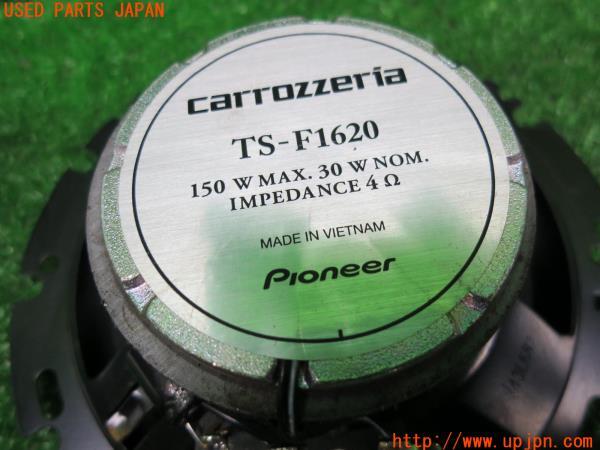 USED PARTS JAPAN
carrozzeria
TS-F1620
150 W MAX. 30 W NOM.
IMPEDANCE 4 Ω
MADE IN VIETNAM
Pioneer
http://www.upjpn.com/